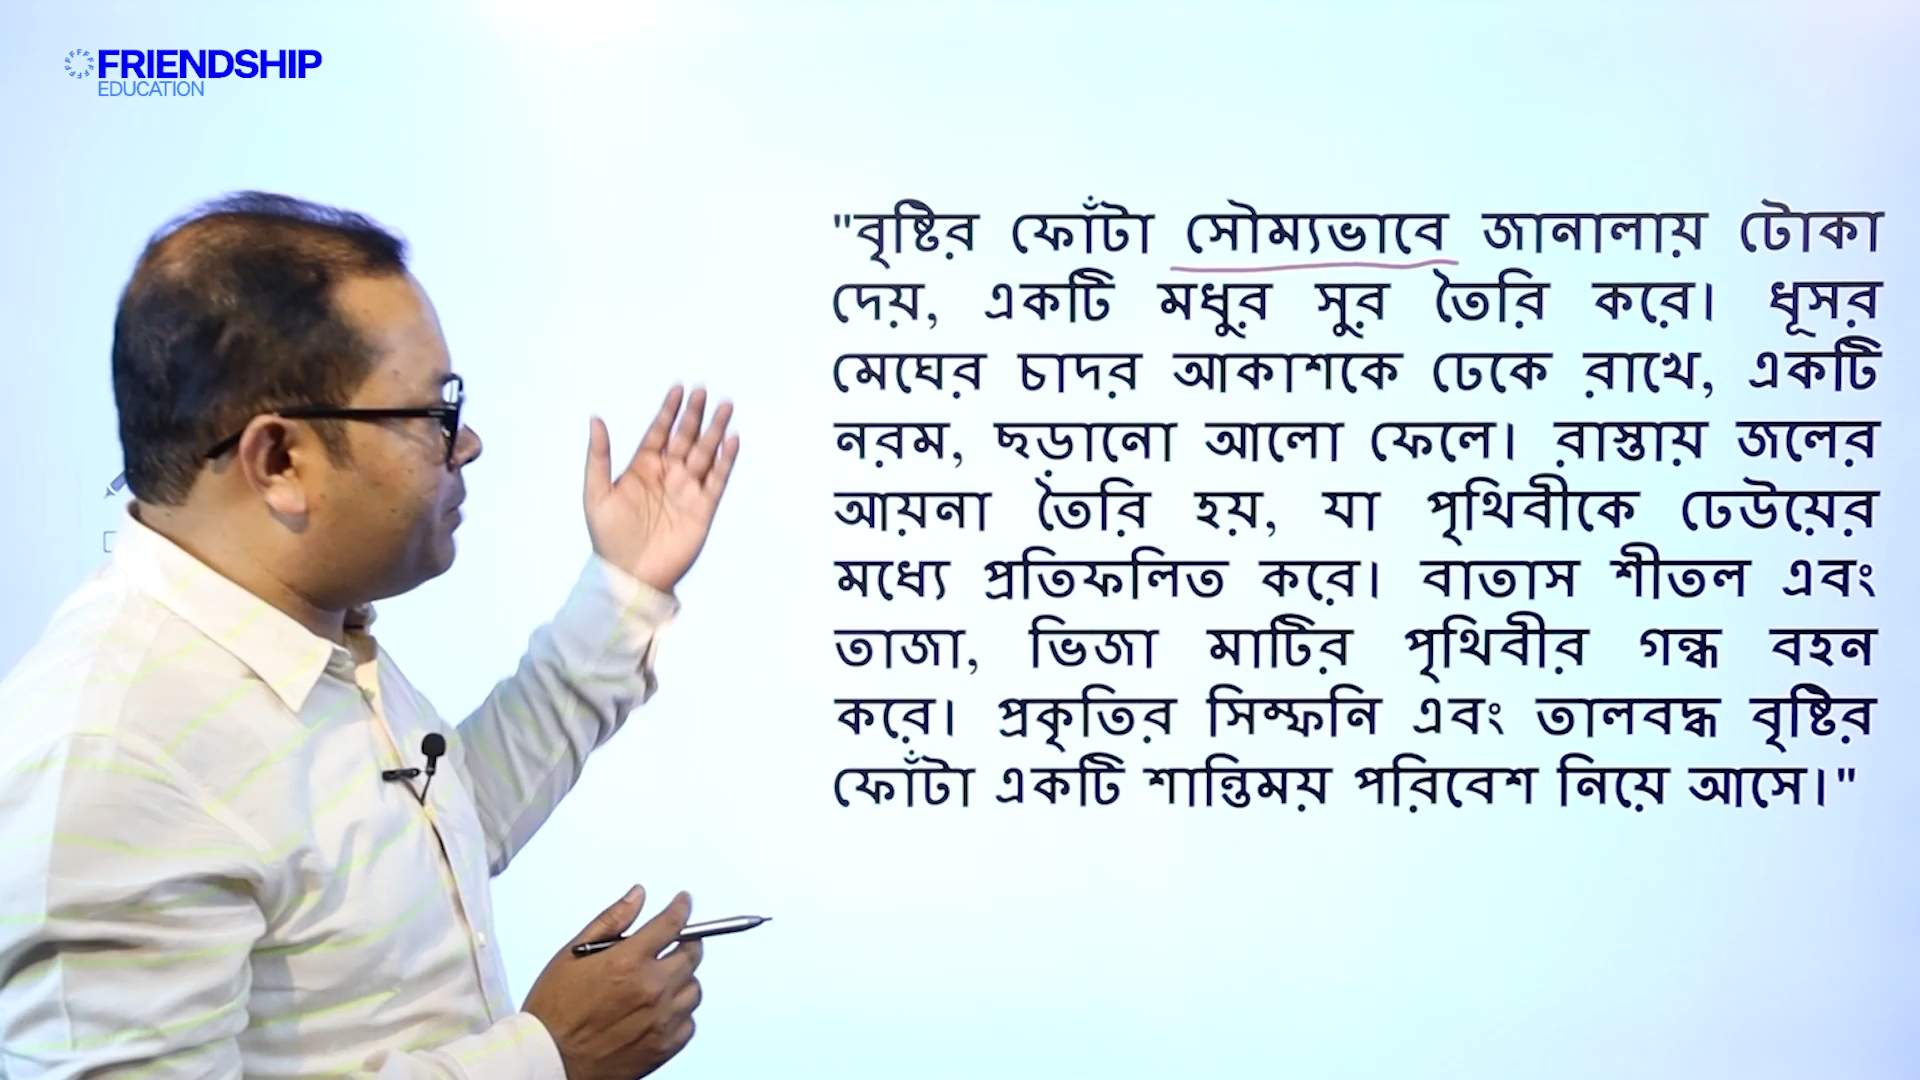 FRIENDSHIP
EDUCATION
"বৃষ্টির ফোঁটা সৌম্যভাবে জানালায় টোকা
দেয়, একটি মধুর সুর তৈরি করে। ধূসর
মেঘের চাদর আকাশকে ঢেকে রাখে, একটি
নরম, ছড়ানো আলো ফেলে। রাস্তায় জলের
আয়না তৈরি হয়, যা পৃথিবীকে ঢেউয়ের
মধ্যে প্রতিফলিত করে। বাতাস শীতল এবং
তাজা, ভিজা মাটির পৃথিবীর গন্ধ বহন
করে। প্রকৃতির সিম্ফনি এবং তালবদ্ধ বৃষ্টির
ফোঁটা একটি শান্তিময় পরিবেশ নিয়ে আসে।"